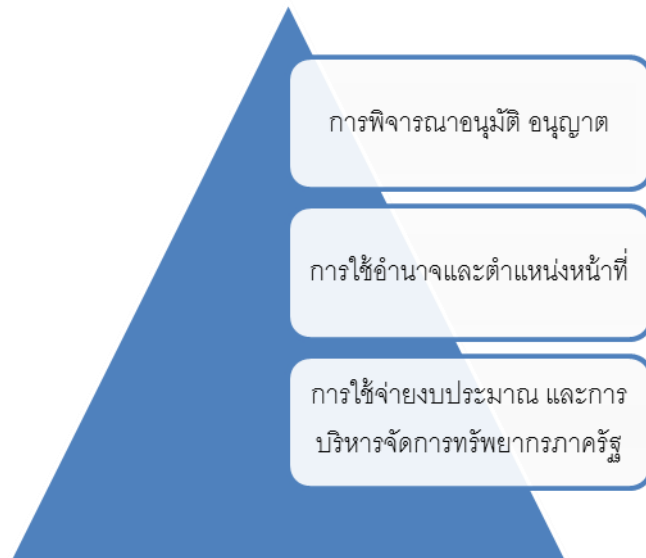 การพิจารณาอนุมัติ อนุญาต
การใช้อำนาจและตำแหน่งหน้าที่
การใช้จ่ายงบประมาณ และการ
บริหารจัดการทรัพยากรภาครัฐ